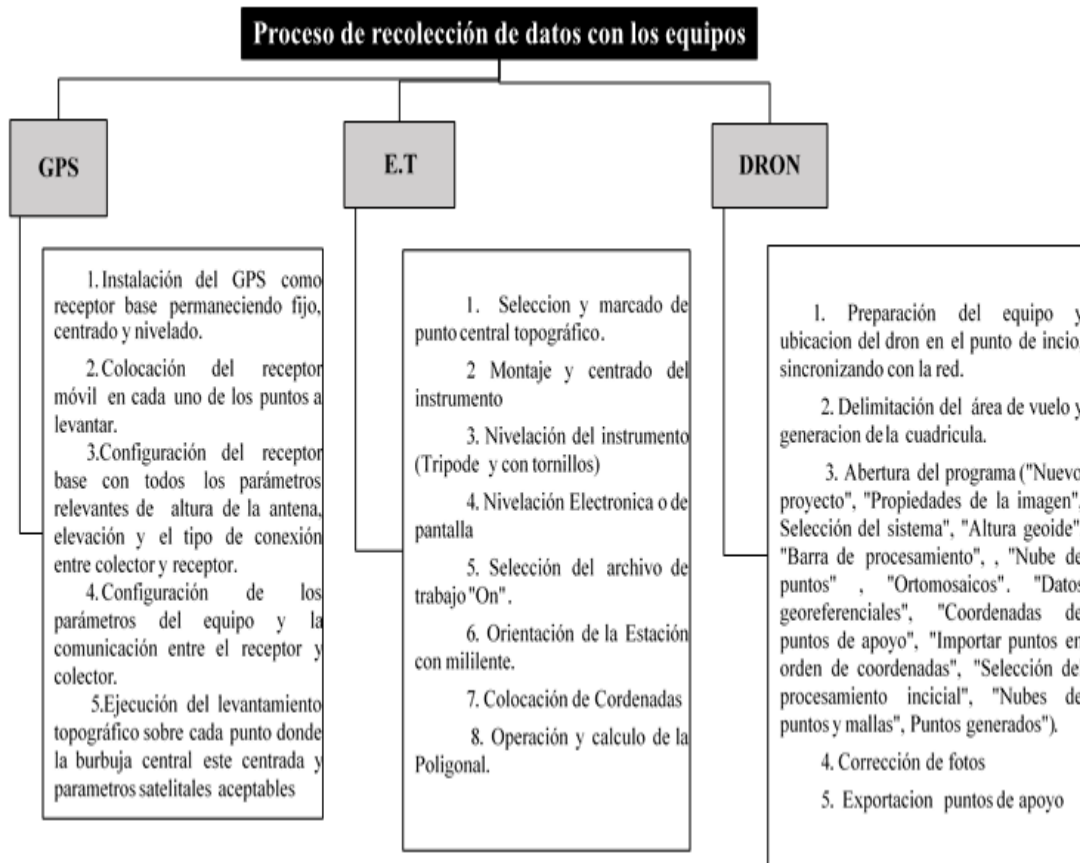 Proceso de recolección de datos con los equipos
GPS
E.T
DRON
1.Instalación del GPS como
receptor base permaneciendo fijo,
centrado y nivelado.
2.Colocación del receptor
móvil en cada uno de los puntos a
levantar.
3.Configuración del receptor
base con todos los parámetros
relevantes de altura de la antena,
elevación y el tipo de conexión
entre colector y receptor.
4.Configuración de los
parámetros del equipo y la
comunicación entre el receptor y
colector.
5.Ejecución del levantamiento
topográfico sobre cada punto donde
la burbuja central este centrada y
parametros satelitales aceptables
1. Seleccion y marcado de
punto central topográfico.
2 Montaje y centrado del
instrumento
3. Nivelación del instrumento
(Tripode y con tornillos)
4. Nivelación Electronica o de
pantalla
5. Selección del archivo de
trabajo "On".
6. Orientación de la Estación
con mililente.
7. Colocación de Cordenadas
8. Operación y calculo de la
Poligonal.
1. Preparación del equipo y
ubicacion del dron en el punto de incio,
sincronizando con la red.
2. Delimitación del área de vuelo y
generacion de la cuadricula.
3. Abertura del programa ("Nuevo
proyecto", "Propiedades de la imagen",
Selección del sistema", "Altura geoide"
"Barra de procesamiento", , "Nube de
puntos" , "Ortomosaicos". "Datos
georeferenciales", "Coordenadas de
puntos de apoyo", "Importar puntos en
orden de coordenadas", "Selección de
procesamiento incicial", "Nubes de
puntos y mallas", Puntos generados").
4. Corrección de fotos
5. Exportacion puntos de apoyo